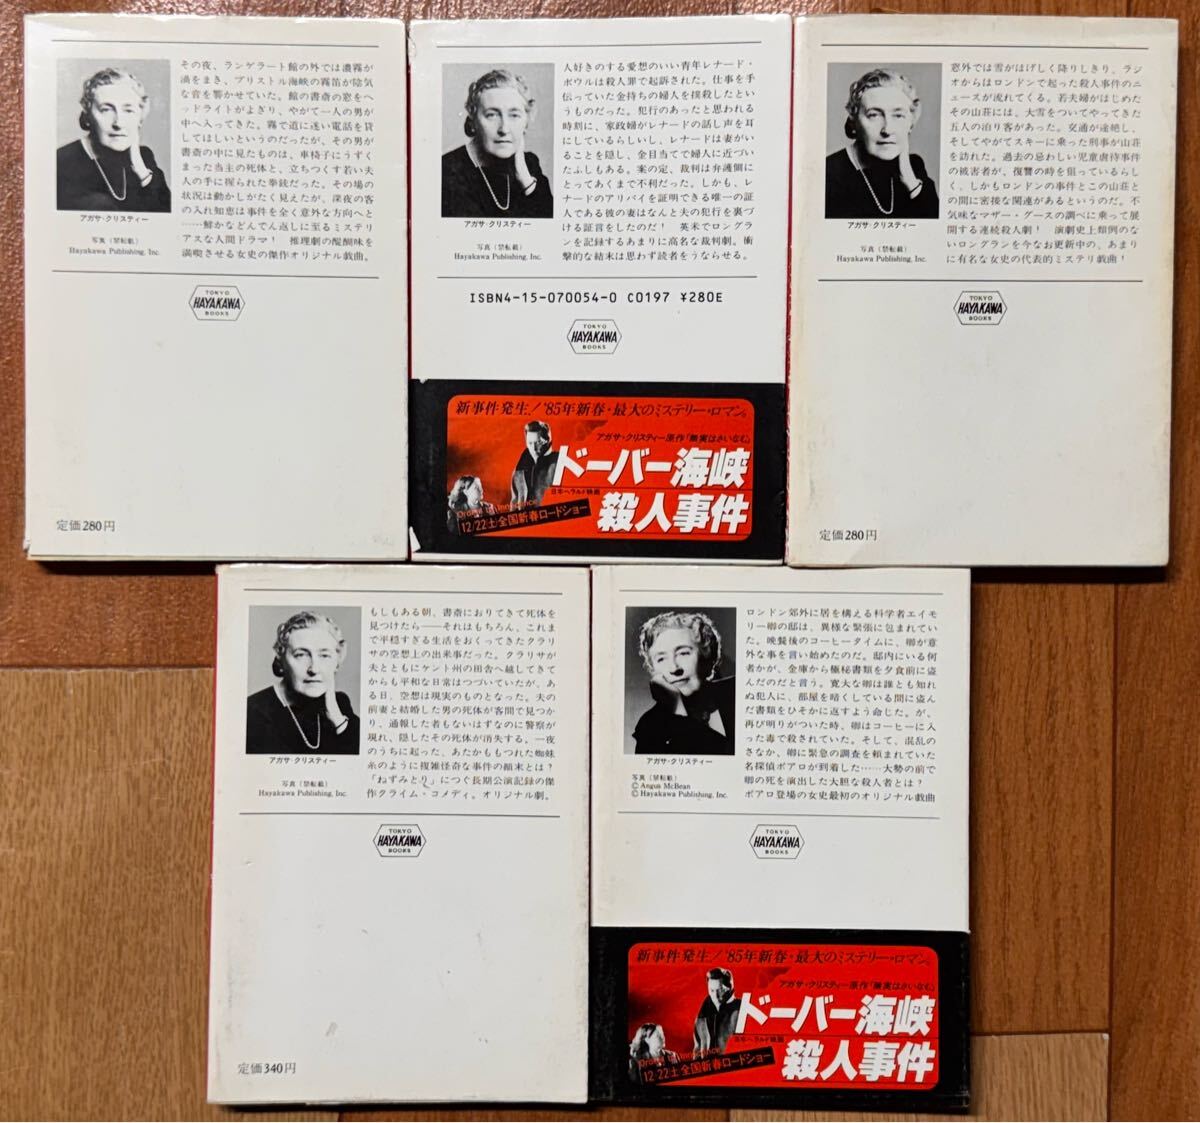 その夜、ランゲラート館の外では濃霧が
渦をまき、ブリストル海峡の霧笛が陰気
な音を響かせていた。館の書斎の窓をヘ
ッドライトがよぎり、やがて一人の男が
中へ入ってきた。霧で道に迷い電話を貸
してほしいというのだったが、その男が
書斎の中に見たものは、車椅子にうずく
まった当主の死体と、立ちつくす若い夫
人の手に握られた拳銃だった。その場の
状況は動かしがたく見えたが、深夜の客
の入れ知恵は事件を全く意外な方向へと
……鮮かなどんでん返しに至るミステリ
アスな人間ドラマ！　推理劇の醍醐味を
満喫させる女史の傑作オリジナル戯曲。
アガサ・クリスティー
写真（禁転載）
Hayakawa Publishing, Inc.
TOKYO
HAYAKAWA
BOOKS
定価280円
人好きのする愛想のいい青年レナード・
ボウルは殺人罪で起訴された。仕事を手
伝っていた金持ちの婦人を撲殺したとい
うものだった。犯行のあったと思われる
時刻に、家政婦がレナードの話し声を耳
にしているらしいし、レナードは妻がい
ることを隠し、金目当てで婦人に近づい
たふしもある。案の定、裁判は弁護側に
とってあくまで不利だった。しかも、レ
ナードのアリバイを証明できる唯一の証
人である彼の妻はなんと夫の犯行を裏づ
ける証言をしたのだ！　英米でロングラ
ンを記録するあまりに高名な裁判劇。衝
撃的な結末は思わず読者をうならせる。
アガサ・クリスティー
写真（禁転載）
Hayakawa Publishing, Inc.
ISBN4-15-070054-0 C0197 ¥280E
TOKYO
HAYAKAWA
BOOKS
新事件発生！'85年新春・最大のミステリー・ロマン。
アガサ・クリスティー原作「無実はさいなむ」
ドーバー海峡
殺人事件
日本ヘラルド映画
Ordeal by Innocence
12/22土全国新春ロードショー
窓外では雪がはげしく降りしきり、ラジ
オからはロンドンで起った殺人事件のニ
ュースが流れてくる。若夫婦がはじめた
その山荘には、大雪をついてやってきた
五人の泊り客があった。交通が途絶し、
そしてやがてスキーに乗った刑事が山荘
を訪れた。過去の忌わしい児童虐待事件
の被害者が、復讐の時を狙っているらし
く、しかもロンドンの事件とこの山荘と
の間に密接な関連があるというのだ。不
気味なマザー・グースの調べに乗って展
開する連続殺人劇！　演劇史上類例のな
いロングランを今なお更新中の、あまり
に有名な女史の代表的ミステリ戯曲！
アガサ・クリスティー
写真（禁転載）
Hayakawa Publishing, Inc.
TOKYO
HAYAKAWA
BOOKS
定価280円
もしもある朝、書斎におりてきて死体を
見つけたら――それはもちろん、これま
で平穏すぎる生活をおくってきたクラリ
サの空想上の出来事だった。クラリサが
夫とともにケント州の田舎へ越してきて
からも平和な日常はつづいていたが、あ
る日、空想は現実のものとなった。夫の
前妻と結婚した男の死体が客間で見つか
り、通報した者もないはずなのに警察が
現れ、隠したその死体が消失する。一夜
のうちに起った、あたかももつれた蜘蛛
糸のように複雑怪奇な事件の顛末とは？
「ねずみとり」につぐ長期公演記録の傑
作クライム・コメディ。オリジナル劇。
アガサ・クリスティー
写真（禁転載）
Hayakawa Publishing, Inc.
TOKYO
HAYAKAWA
BOOKS
定価340円
ロンドン郊外に居を構える科学者エイモ
リー卿の邸は、異様な緊張に包まれてい
た。晩餐後のコーヒータイムに、卿が意
外な事を言い始めたのだ。邸内にいる何
者かが、金庫から極秘書類を夕食前に盗
んだのだと言う。寛大な卿は誰とも知れ
ぬ犯人に、部屋を暗くしている間に盗ん
だ書類をひそかに返すよう命じた。が、
再び明りがついた時、卿はコーヒーに入
った毒で殺されていた。そして、混乱の
さなか、卿に緊急の調査を頼まれていた
名探偵ポアロが到着した……大勢の前で
卿の死を演出した大胆な殺人者とは？
ポアロ登場の女史最初のオリジナル戯曲
アガサ・クリスティー
写真（禁転載）
© Angus McBean
© Hayakawa Publishing, Inc.
TOKYO
HAYAKAWA
BOOKS
新事件発生！'85年新春・最大のミステリー・ロマン。
アガサ・クリスティー原作「無実はさいなむ」
ドーバー海峡
殺人事件
日本ヘラルド映画
Ordeal by Innocence
12/22土全国新春ロードショー